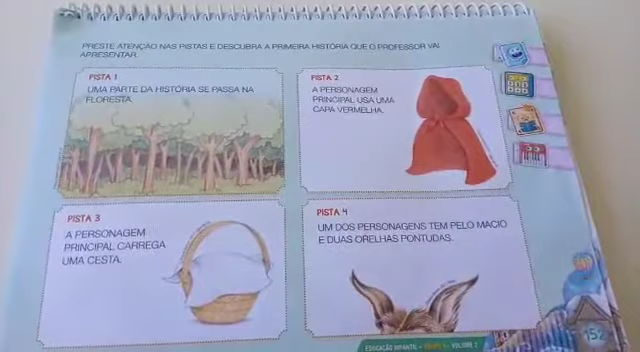 PRESTE ATENÇÃO NAS PISTAS E DESCUBRA A PRIMEIRA HISTÓRIA QUE O PROFESSOR VAI
APRESENTAR.
PISTA 1
UMA PARTE DA HISTÓRIA SE PASSA NA
FLORESTA.
PISTA 2
A PERSONAGEM
PRINCIPAL USA UMA
CAPA VERMELHA.
PISTA 3
A PERSONAGEM
PRINCIPAL CARREGA
UMA CESTA.
PISTA 4
UM DOS PERSONAGENS TEM PELO MACIO
E DUAS ORELHAS PONTUDAS.
EDUCAÇÃO INFANTIL - VOLUME 2
152